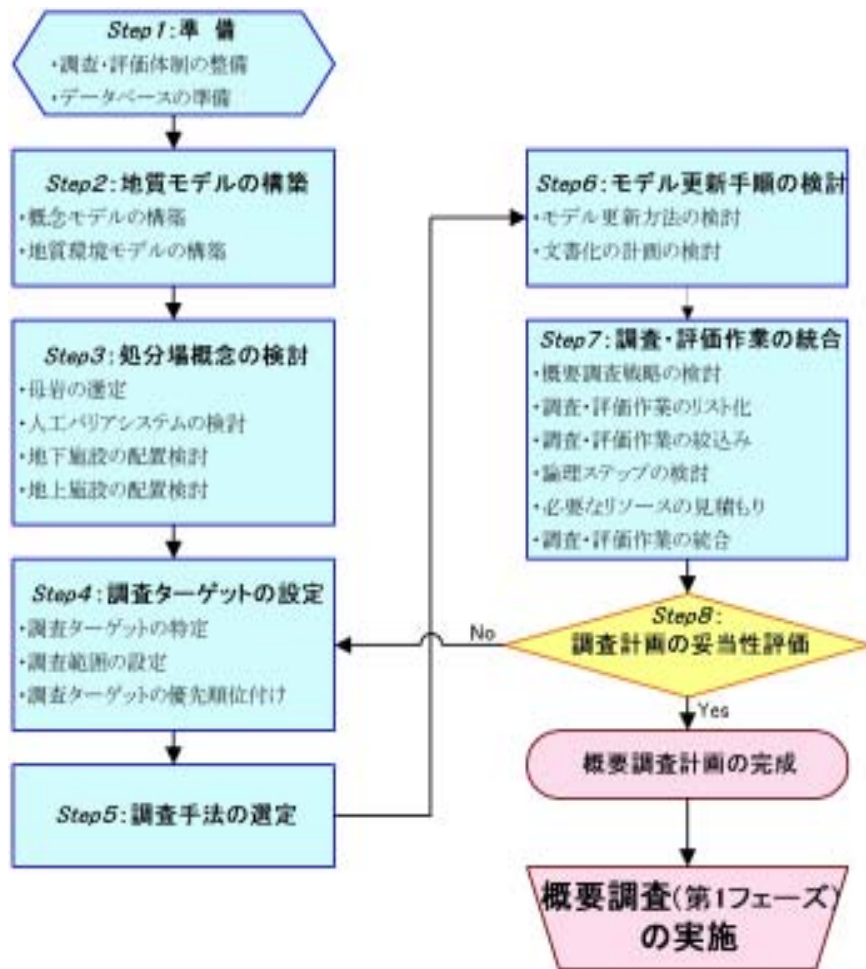 Step1:準 備
・調査・評価体制の整備
・データベースの準備
Step2:地質モデルの構築
・概念モデルの構築
・地質環境モデルの構築
Step3:処分場概念の検討
・母岩の選定
・人工バリアシステムの検討
・地下施設の配置検討
・地上施設の配置検討
Step4:調査ターゲットの設定
・調査ターゲットの特定
・調査範囲の設定
・調査ターゲットの優先順位付け
Step5:調査手法の選定
Step6:モデル更新手順の検討
・モデル更新方法の検討
・文書化の計画の検討
Step7:調査・評価作業の統合
・概要調査戦略の検討
・調査・評価作業のリスト化
・調査・評価作業の絞込み
・論理ステップの検討
・必要なリソースの見積もり
・調査・評価作業の統合
Step8:
調査計画の妥当性評価
No
Yes
概要調査計画の完成
概要調査(第1フェーズ)
の実施